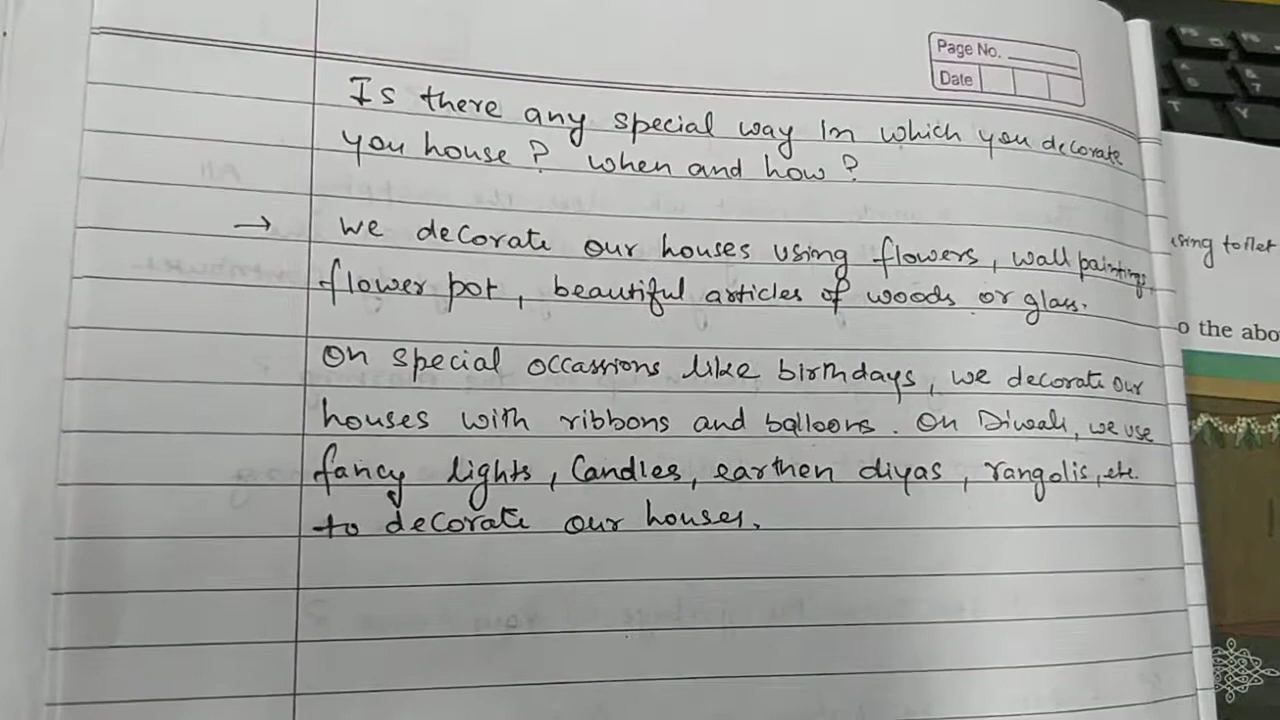 Page No.
Date
Is there any special way in which you decorate
you house? when and how?
→ we decorate our houses using flowers, wall paintings,
flower pot, beautiful articles of woods or glass.
On special occassions like birthdays, we decorate our
houses with ribbons and balloons. On Diwali, we use
fancy lights, Candles, earthen diyas, rangolis, etc.
to decorate our houses.
sing toilet
o the abo